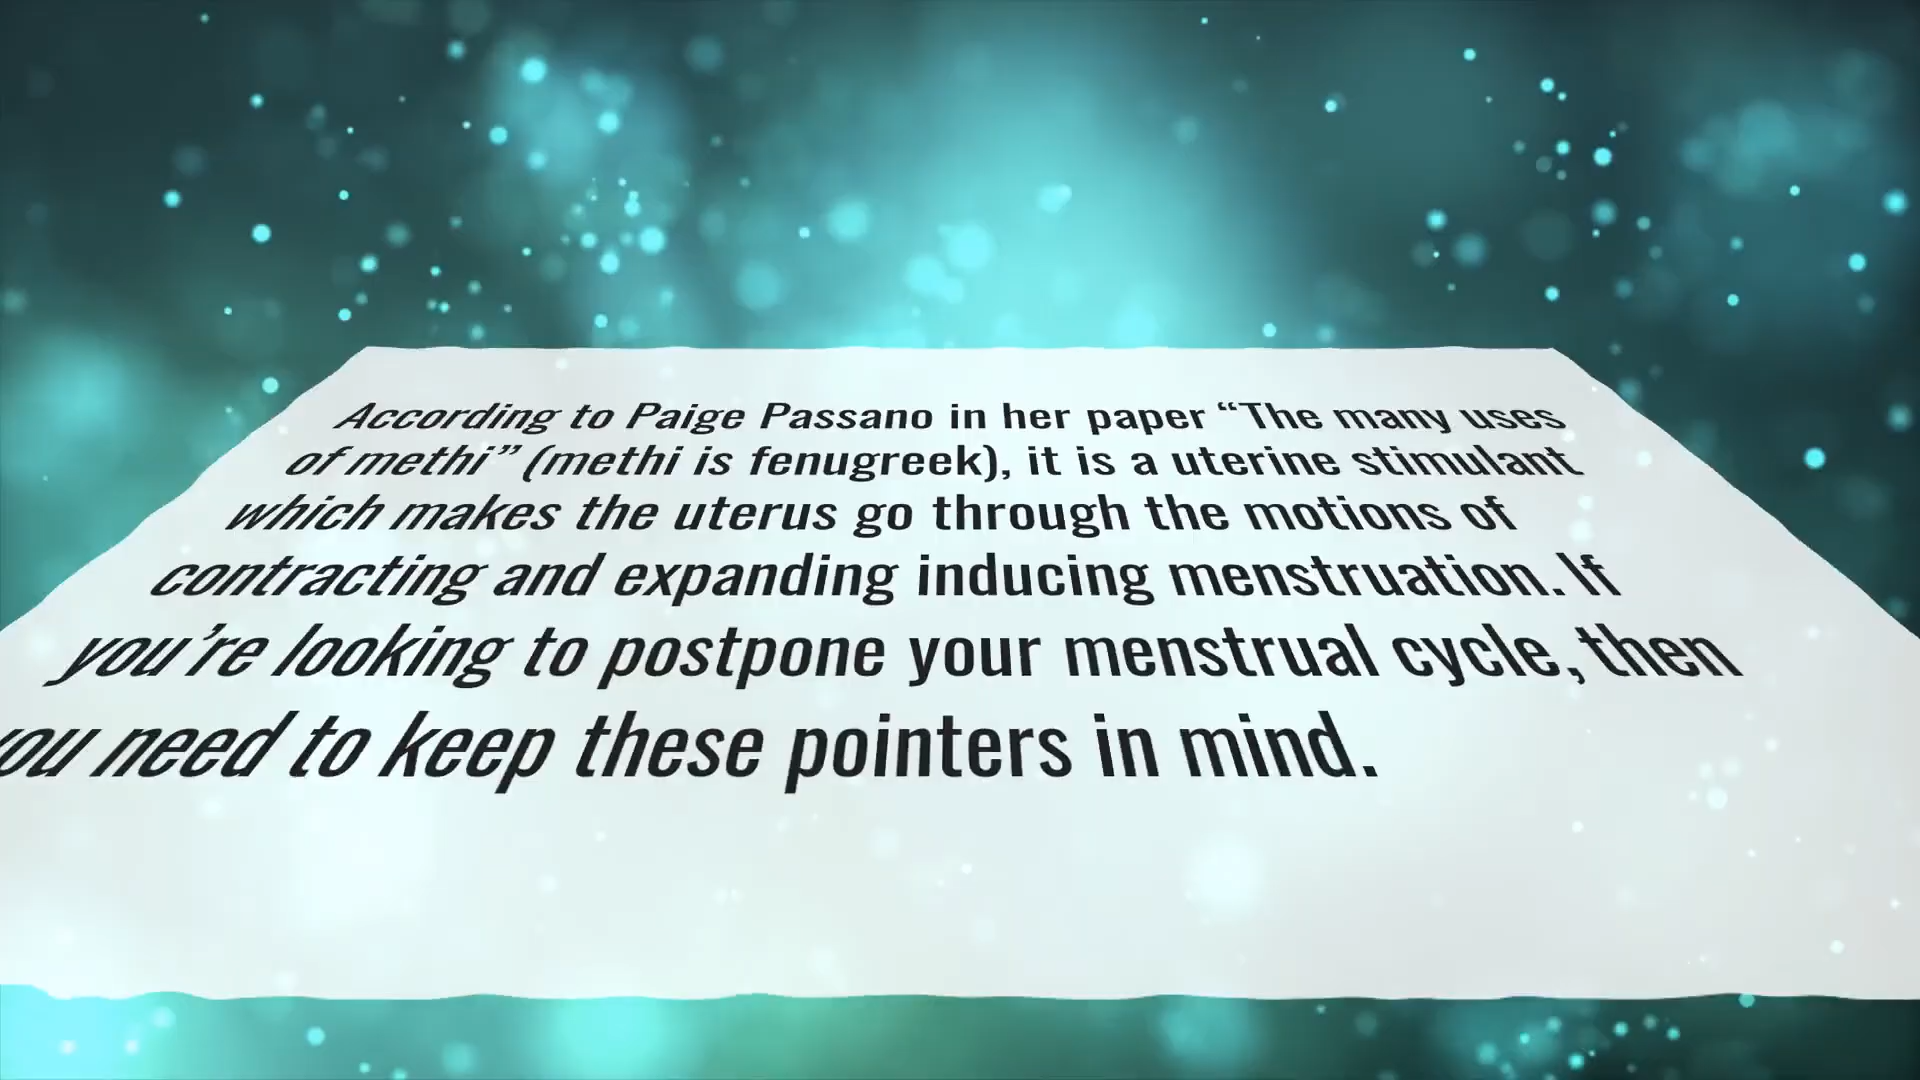 According to Paige Passano in her paper “The many uses
of methi” (methi is fenugreek), it is a uterine stimulant
which makes the uterus go through the motions of
contracting and expanding inducing menstruation. If
you’re looking to postpone your menstrual cycle, then
you need to keep these pointers in mind.